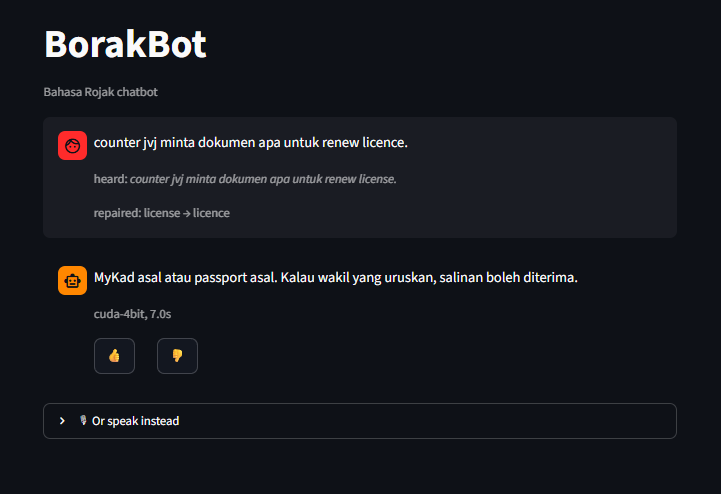 BorakBot
Bahasa Rojak chatbot
counter jvj minta dokumen apa untuk renew licence.
heard: counter jvj minta dokumen apa untuk renew license.
repaired: license → licence
MyKad asal atau passport asal. Kalau wakil yang uruskan, salinan boleh diterima.
cuda-4bit, 7.0s
Or speak instead